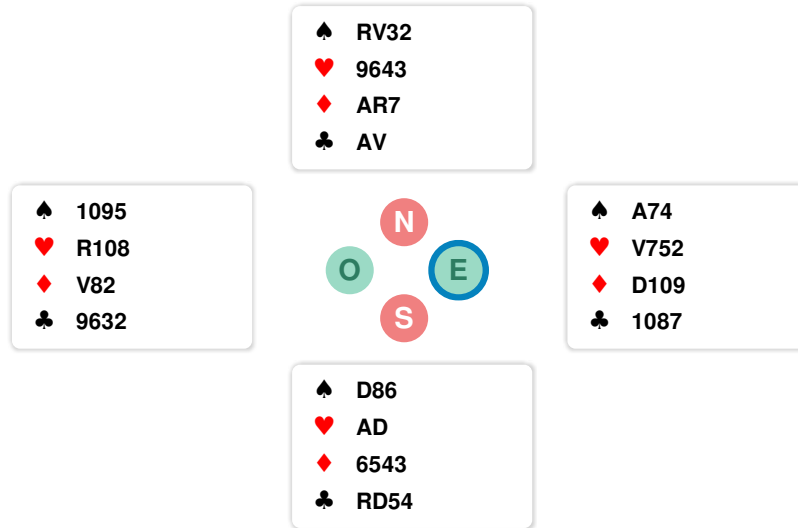 ♠ RV32
♥ 9643
♦ AR7
♣ AV
♠ 1095
♥ R108
♦ V82
♣ 9632
N
O
E
S
♠ A74
♥ V752
♦ D109
♣ 1087
♠ D86
♥ AD
♦ 6543
♣ RD54